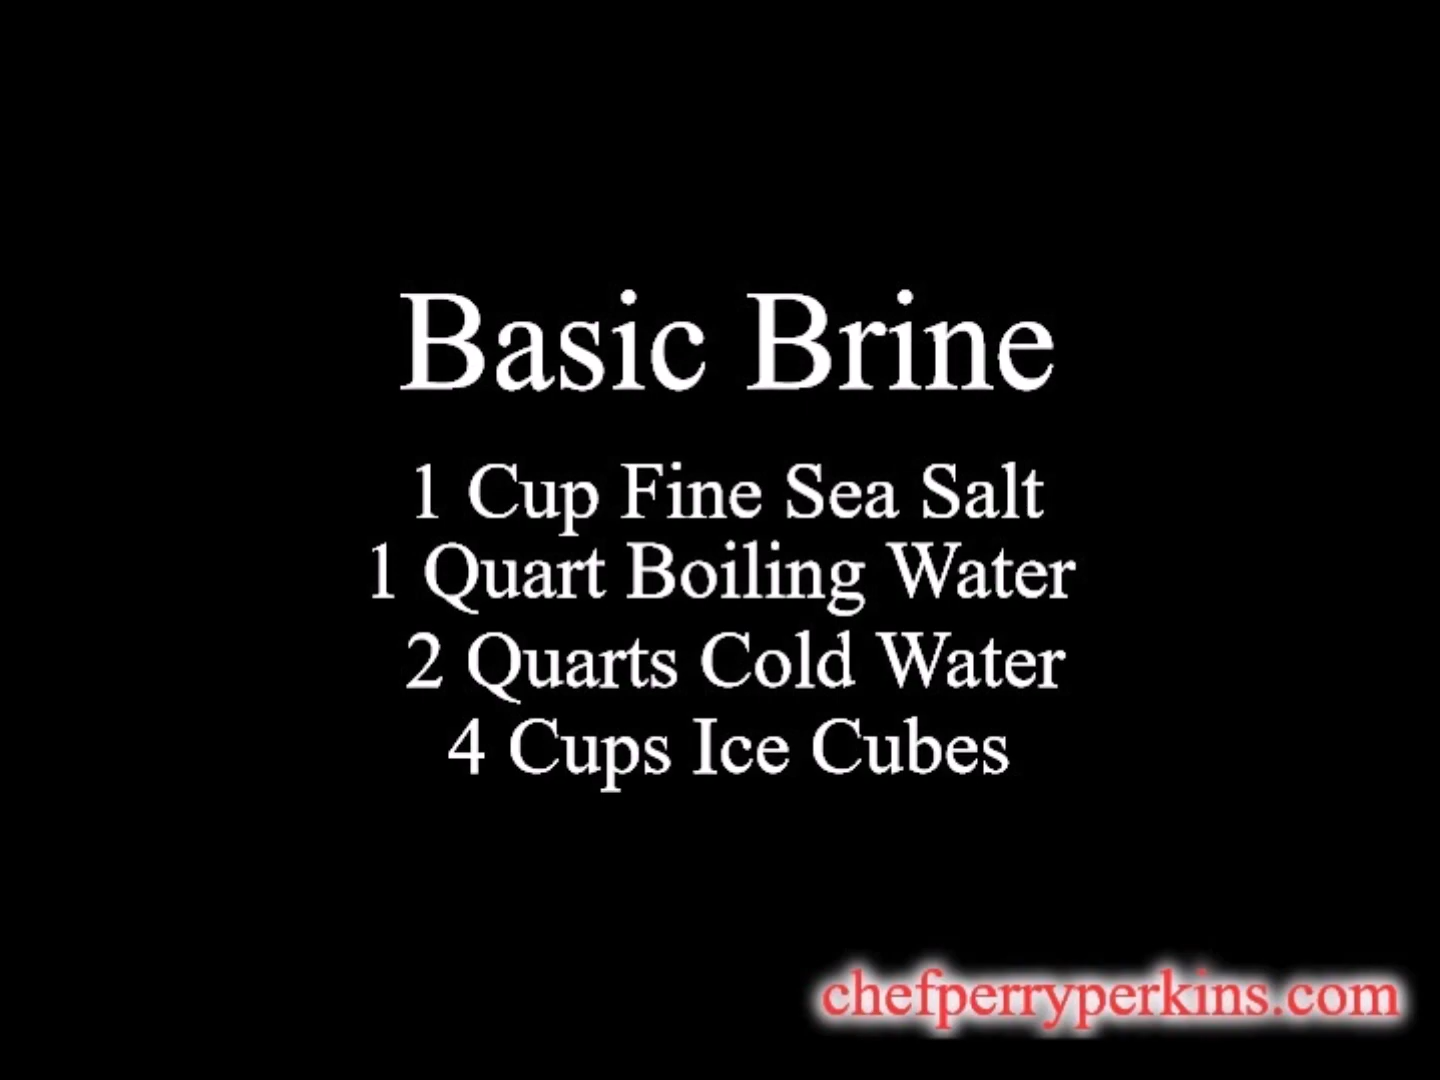 Basic Brine
1 Cup Fine Sea Salt
1 Quart Boiling Water
2 Quarts Cold Water
4 Cups Ice Cubes
chefperryperkins.com